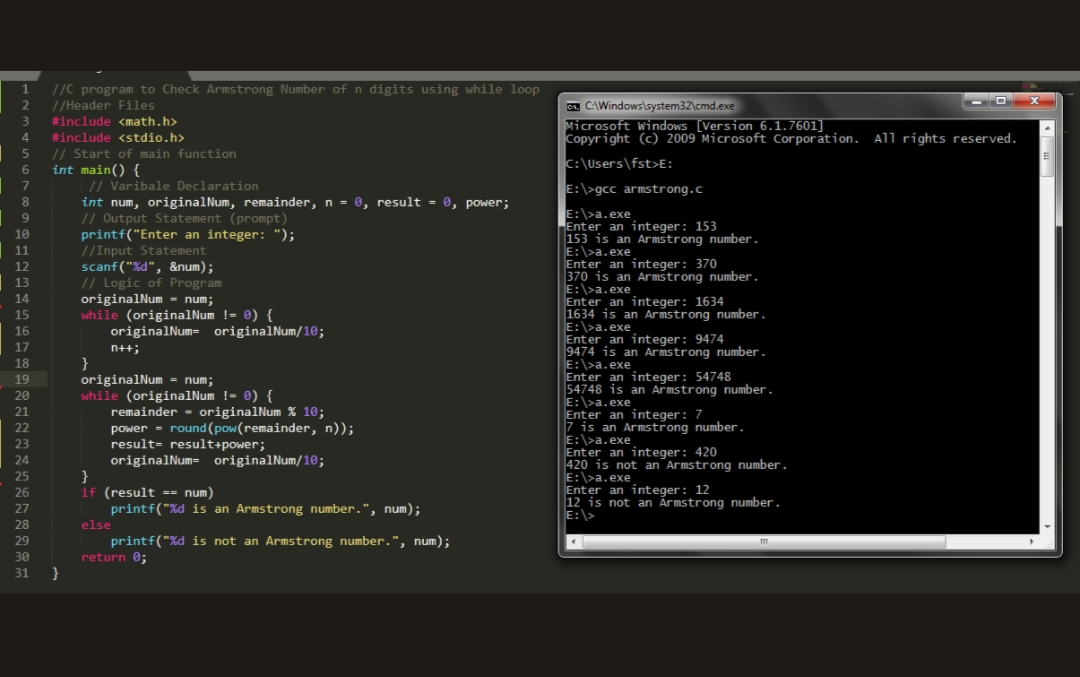 1 //C program to Check Armstrong Number of n digits using while loop
2 //Header Files
3 #include <math.h>
4 #include <stdio.h>
5 // Start of main function
6 int main() {
7 // Varibale Declaration
8 int num, originalNum, remainder, n = 0, result = 0, power;
9 // Output Statement (prompt)
10 printf("Enter an integer: ");
11 //Input Statement
12 scanf("%d", &num);
13 // Logic of Program
14 originalNum = num;
15 while (originalNum != 0) {
16 originalNum=  originalNum/10;
17 n++;
18 }
19 originalNum = num;
20 while (originalNum != 0) {
21 remainder = originalNum % 10;
22 power = round(pow(remainder, n));
23 result= result+power;
24 originalNum=  originalNum/10;
25 }
26 if (result == num)
27 printf("%d is an Armstrong number.", num);
28 else
29 printf("%d is not an Armstrong number.", num);
30 return 0;
31 }
C:\Windows\system32\cmd.exe
Microsoft Windows [Version 6.1.7601]
Copyright (c) 2009 Microsoft Corporation.  All rights reserved.
C:\Users\fst>E:
E:\>gcc armstrong.c
E:\>a.exe
Enter an integer: 153
153 is an Armstrong number.
E:\>a.exe
Enter an integer: 370
370 is an Armstrong number.
E:\>a.exe
Enter an integer: 1634
1634 is an Armstrong number.
E:\>a.exe
Enter an integer: 9474
9474 is an Armstrong number.
E:\>a.exe
Enter an integer: 54748
54748 is an Armstrong number.
E:\>a.exe
Enter an integer: 7
7 is an Armstrong number.
E:\>a.exe
Enter an integer: 420
420 is not an Armstrong number.
E:\>a.exe
Enter an integer: 12
12 is not an Armstrong number.
E:\>